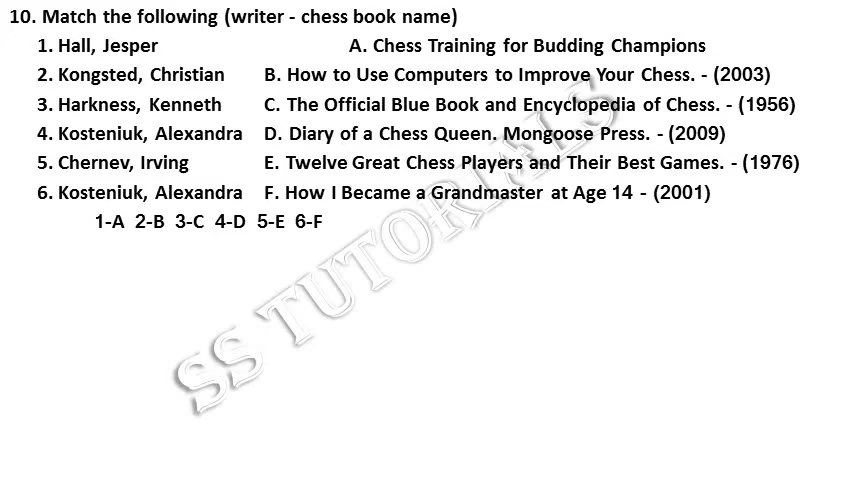 10. Match the following (writer - chess book name)
1. Hall, Jesper A. Chess Training for Budding Champions
2. Kongsted, Christian B. How to Use Computers to Improve Your Chess. - (2003)
3. Harkness, Kenneth C. The Official Blue Book and Encyclopedia of Chess. - (1956)
4. Kosteniuk, Alexandra D. Diary of a Chess Queen. Mongoose Press. - (2009)
5. Chernev, Irving E. Twelve Great Chess Players and Their Best Games. - (1976)
6. Kosteniuk, Alexandra F. How I Became a Grandmaster at Age 14 - (2001)
1-A 2-B 3-C 4-D 5-E 6-F
SS TUTORIELS